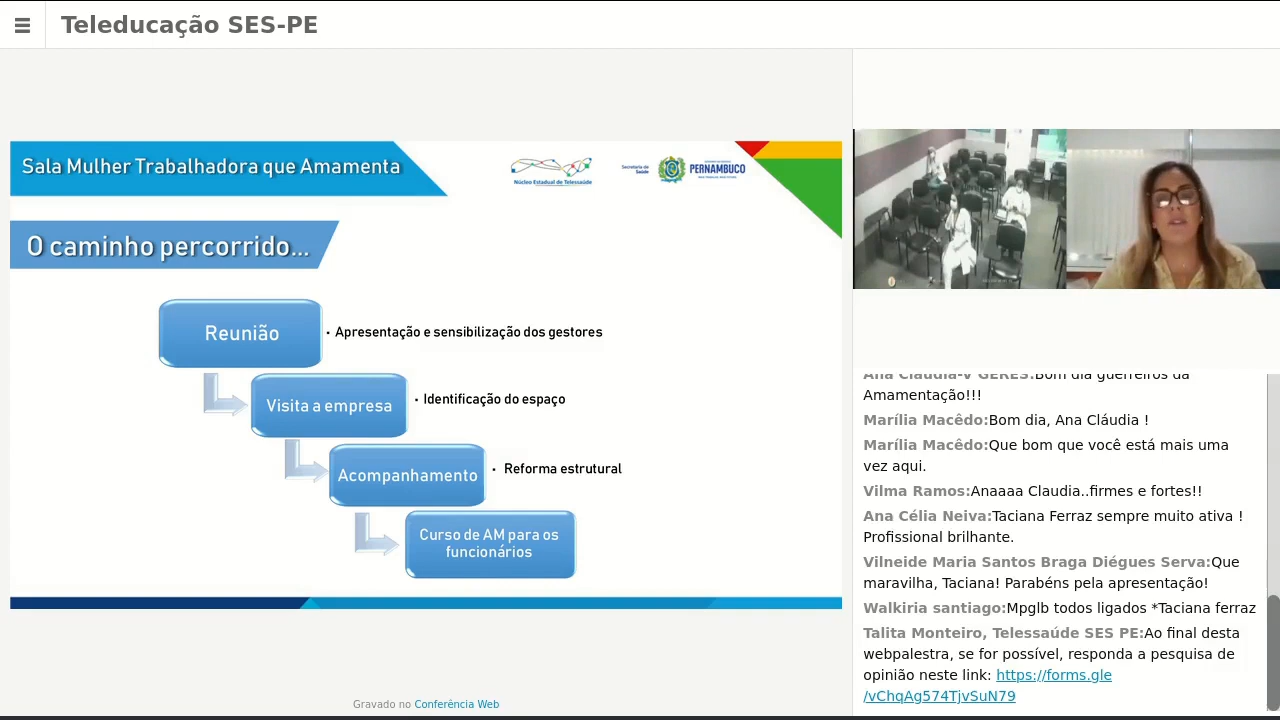 Teleducação SES-PE
Sala Mulher Trabalhadora que Amamenta
Núcleo Estadual de Telessaúde
Secretaria de
Saúde
PERNAMBUCO
O caminho percorrido...
Reunião
• Apresentação e sensibilização dos gestores
Visita a empresa
• Identificação do espaço
Acompanhamento
• Reforma estrutural
Curso de AM para os
funcionários
Gravado no Conferência Web
Ana Cláudia-V GERES:Bom dia guerreiros da
Amamentação!!!
Marília Macêdo:Bom dia, Ana Cláudia !
Marília Macêdo:Que bom que você está mais uma
vez aqui.
Vilma Ramos:Anaaaa Claudia..firmes e fortes!!
Ana Célia Neiva:Taciana Ferraz sempre muito ativa !
Profissional brilhante.
Vilneide Maria Santos Braga Diégues Serva:Que
maravilha, Taciana! Parabéns pela apresentação!
Walkiria santiago:Mpglb todos ligados *Taciana ferraz
Talita Monteiro, Telessaúde SES PE:Ao final desta
webpalestra, se for possível, responda a pesquisa de
opinião neste link: https://forms.gle
/vChqAg574TjvSuN79